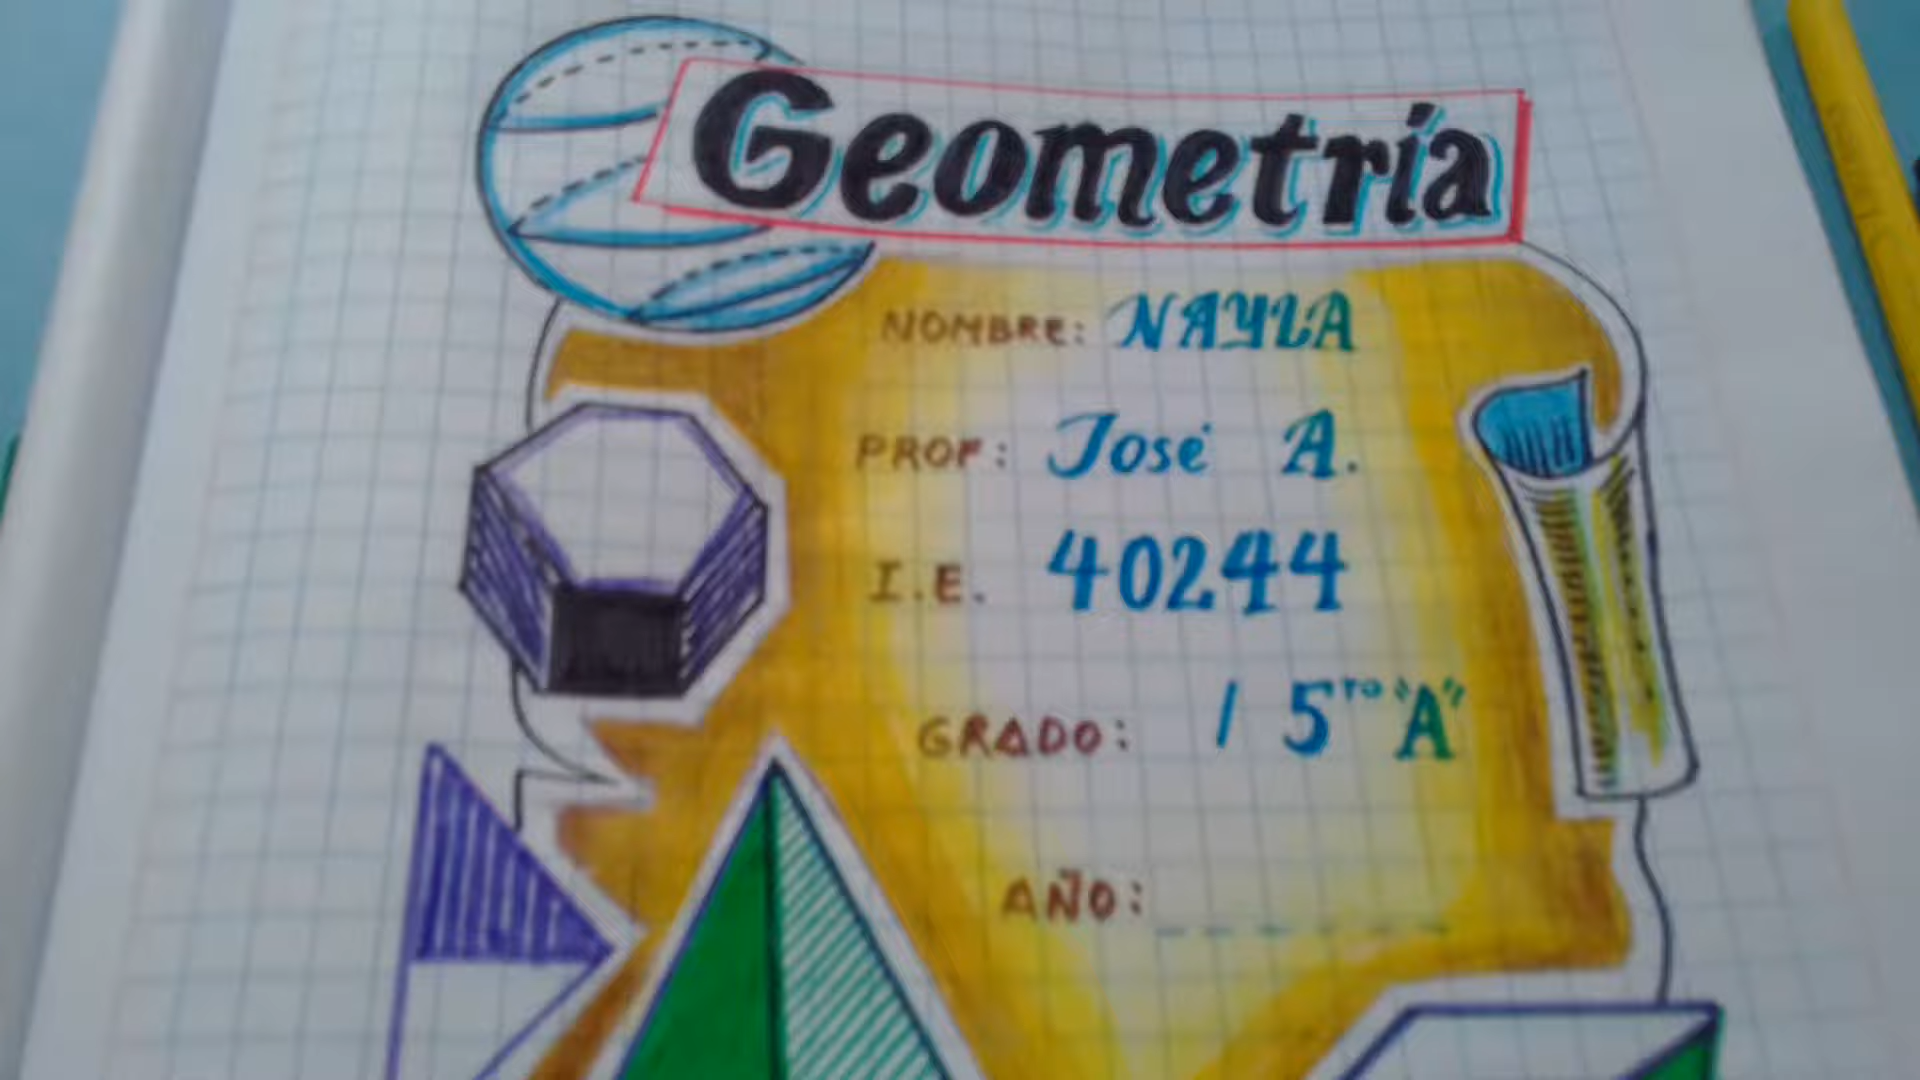 Geometría
NOMBRE: NAYLA
PROF: José A.
I.E. 40244
GRADO: / 5TO "A"
AÑO: _ _ _ _ _ _